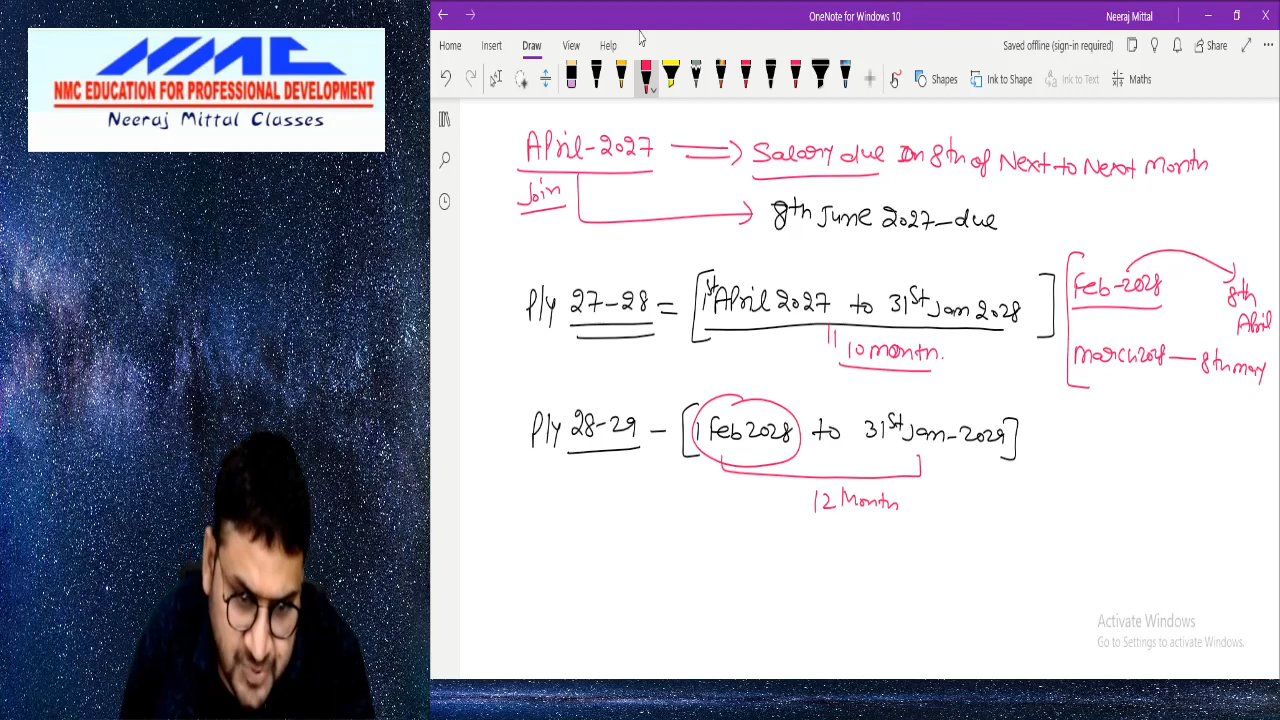 NMC
NMC EDUCATION FOR PROFESSIONAL DEVELOPMENT
Neeraj Mittal Classes
OneNote for Windows 10
Neeraj Mittal
Home Insert Draw View Help
Saved offline (sign-in required)
Share
Shapes
Ink to Shape
Ink to Text
Maths
April-2027 => Salary due on 8th of Next to Next Month
Join
8th June 2027 - due
P/y 27-28 = [1st April 2027 to 31st Jan 2028]
10 month.
Feb-2028
8th April
March 2028 — 8th may
P/y 28-29 - [1 Feb 2028 to 31st Jan-2029]
12 Month
Activate Windows
Go to Settings to activate Windows.